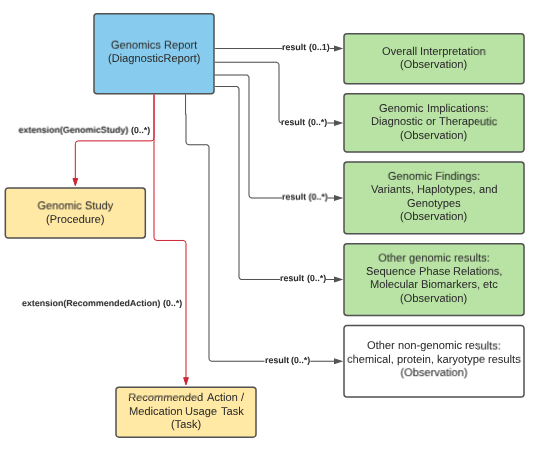 Genomics Report
(DiagnosticReport)
result (0..1)
Overall Interpretation
(Observation)
result (0..*)
Genomic Implications:
Diagnostic or Therapeutic
(Observation)
extension(GenomicStudy) (0..*)
result (0..*)
Genomic Findings:
Variants, Haplotypes, and
Genotypes
(Observation)
Genomic Study
(Procedure)
result (0..*)
Other genomic results:
Sequence Phase Relations,
Molecular Biomarkers, etc
(Observation)
extension(RecommendedAction) (0..*)
result (0..*)
Other non-genomic results:
chemical, protein, karyotype results
(Observation)
Recommended Action /
Medication Usage Task
(Task)